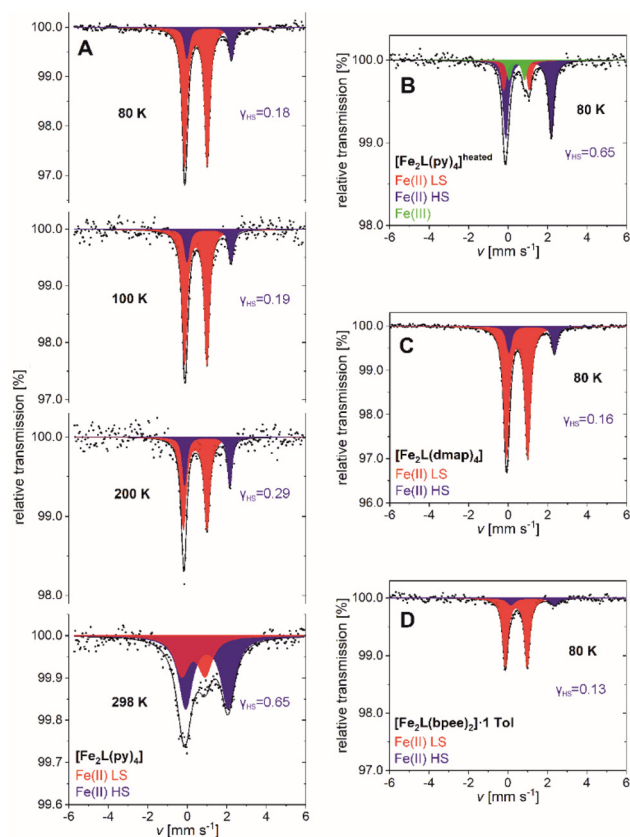 A
100.0
99.0
98.0
97.0
80 K
γHS=0.18
100.0
99.0
98.0
97.0
100 K
γHS=0.19
100.0
99.0
98.0
200 K
γHS=0.29
100.0
99.9
99.8
99.7
99.6
298 K
γHS=0.65
[Fe₂L(py)₄]
Fe(II) LS
Fe(II) HS
relative transmission [%]
-6 -4 -2 0 2 4 6
ν [mm s⁻¹]
B
100.0
99.0
98.0
80 K
γHS=0.65
[Fe₂L(py)₄]heated
Fe(II) LS
Fe(II) HS
Fe(III)
relative transmission [%]
-6 -4 -2 0 2 4 6
ν [mm s⁻¹]
C
100.0
99.0
98.0
97.0
96.0
80 K
γHS=0.16
[Fe₂L(dmap)₄]
Fe(II) LS
Fe(II) HS
relative transmission [%]
-6 -4 -2 0 2 4 6
ν [mm s⁻¹]
D
100.0
99.0
98.0
97.0
80 K
γHS=0.13
[Fe₂L(bpee)₂]·1 Tol
Fe(II) LS
Fe(II) HS
relative transmission [%]
-6 -4 -2 0 2 4 6
ν [mm s⁻¹]